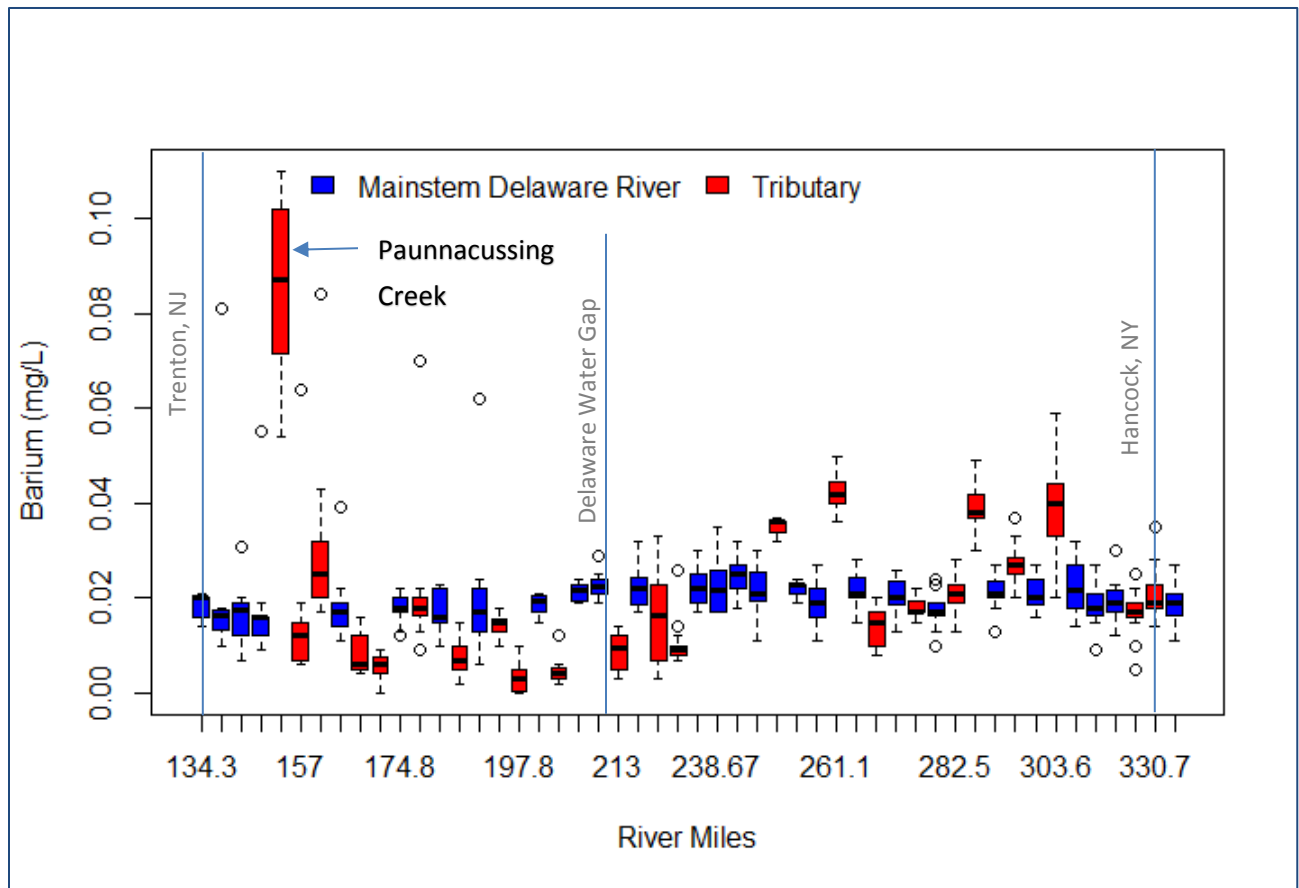 Mainstem Delaware River Tributary
Paunnacussing
Creek
Trenton, NJ
Delaware Water Gap
Hancock, NY
Barium (mg/L)
0.10
0.08
0.06
0.04
0.02
0.00
134.3 157 174.8 197.8 213 238.67 261.1 282.5 303.6 330.7
River Miles